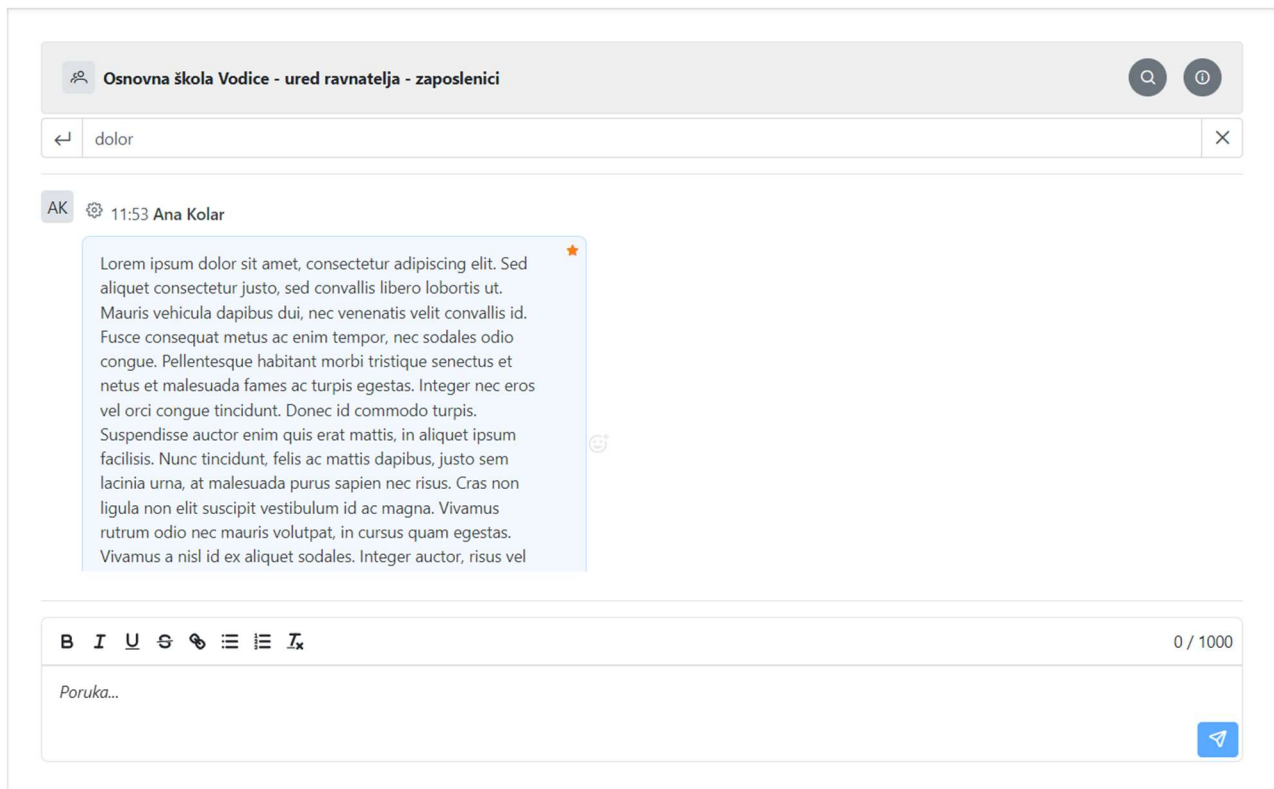 Osnovna škola Vodice - ured ravnatelja - zaposlenici
dolor
AK 11:53 Ana Kolar
Lorem ipsum dolor sit amet, consectetur adipiscing elit. Sed
aliquet consectetur justo, sed convallis libero lobortis ut.
Mauris vehicula dapibus dui, nec venenatis velit convallis id.
Fusce consequat metus ac enim tempor, nec sodales odio
congue. Pellentesque habitant morbi tristique senectus et
netus et malesuada fames ac turpis egestas. Integer nec eros
vel orci congue tincidunt. Donec id commodo turpis.
Suspendisse auctor enim quis erat mattis, in aliquet ipsum
facilisis. Nunc tincidunt, felis ac mattis dapibus, justo sem
lacinia urna, at malesuada purus sapien nec risus. Cras non
ligula non elit suscipit vestibulum id ac magna. Vivamus
rutrum odio nec mauris volutpat, in cursus quam egestas.
Vivamus a nisl id ex aliquet sodales. Integer auctor, risus vel
0 / 1000
Poruka...